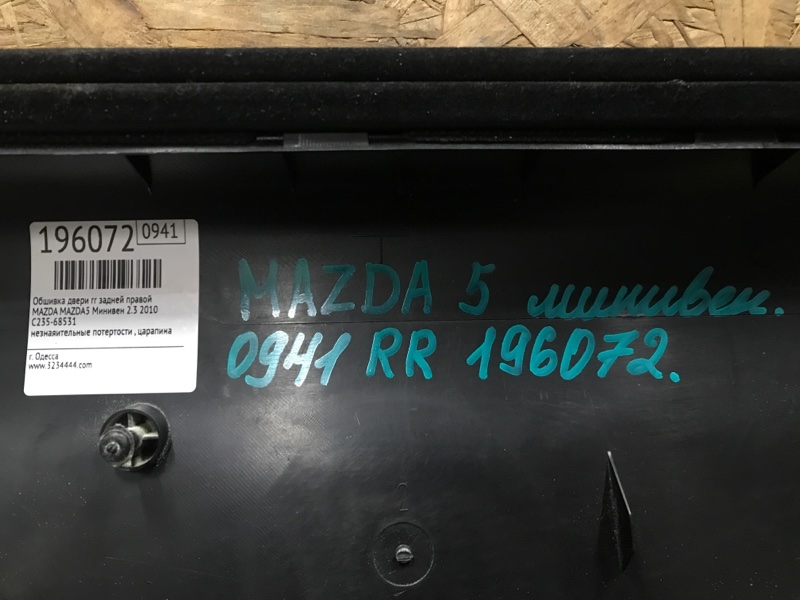 196072 0941
Обшивка двери rr задней правой
MAZDA MAZDA5 Минивен 2.3 2010
C235-68531
незнаяительные потертости , царапина
г. Одесса
www.3234444.com
MAZDA 5 минивен.
0941 RR 196072.